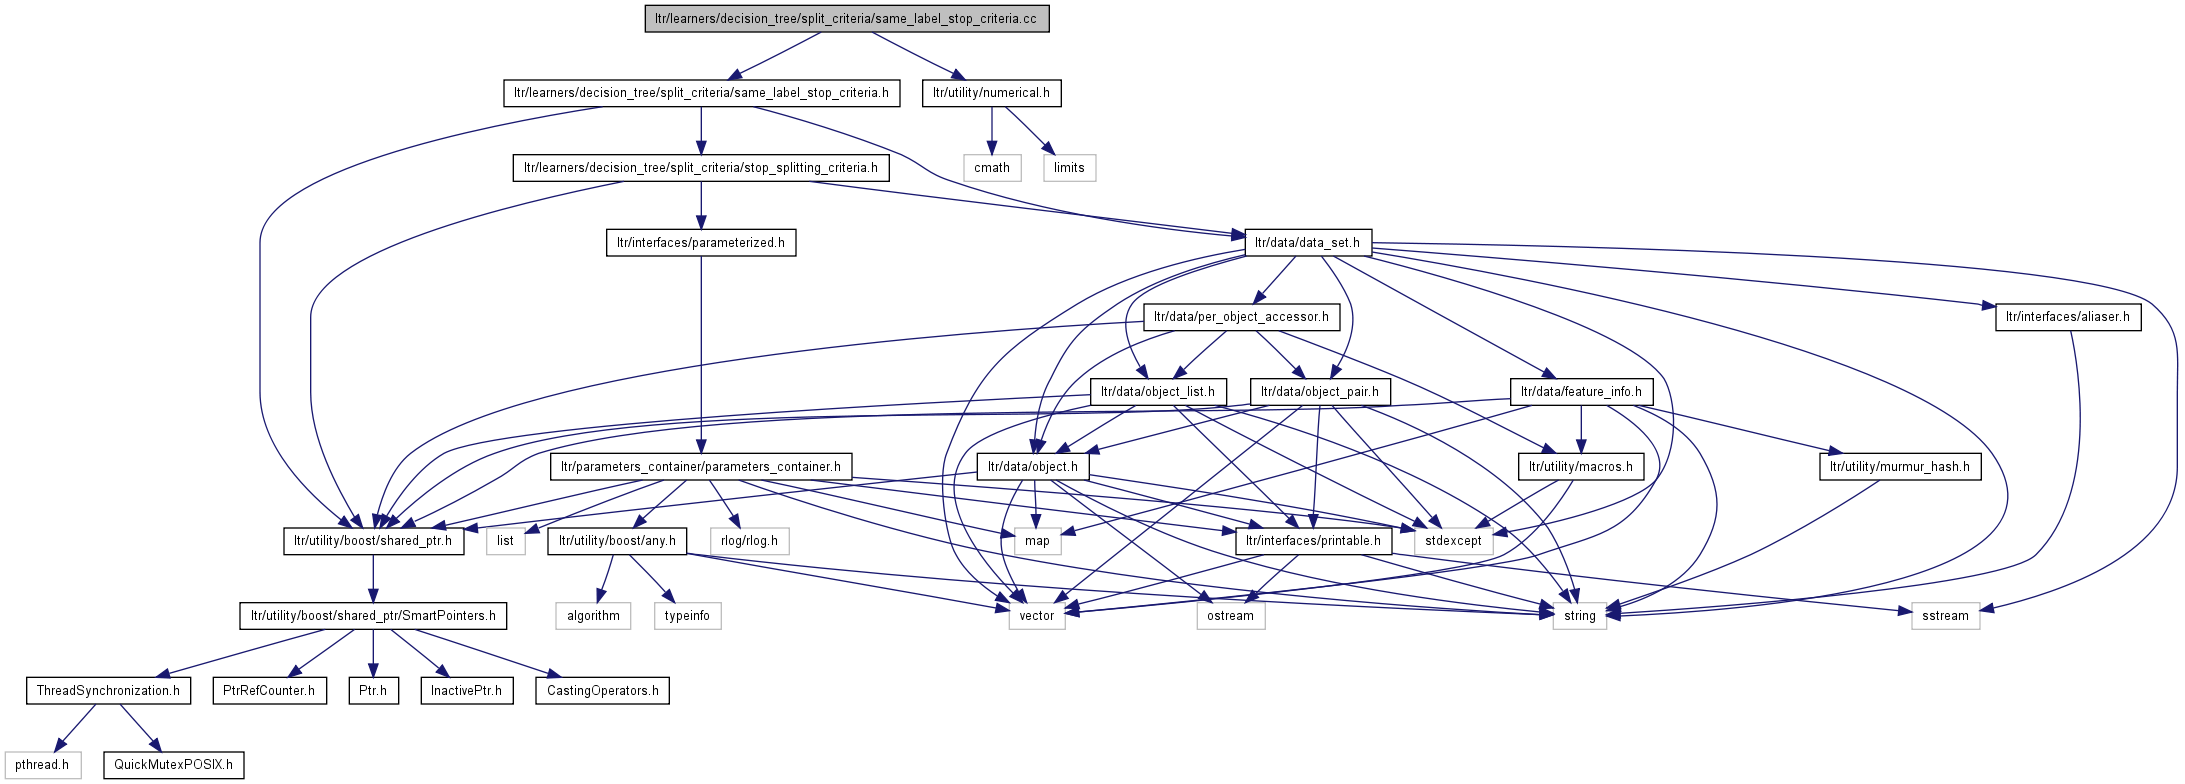 ltr/learners/decision_tree/split_criteria/same_label_stop_criteria.cc
ltr/learners/decision_tree/split_criteria/same_label_stop_criteria.h
ltr/utility/numerical.h
ltr/learners/decision_tree/split_criteria/stop_splitting_criteria.h
cmath
limits
ltr/interfaces/parameterized.h
ltr/data/data_set.h
ltr/data/per_object_accessor.h
ltr/interfaces/aliaser.h
ltr/data/object_list.h
ltr/data/object_pair.h
ltr/data/feature_info.h
ltr/parameters_container/parameters_container.h
ltr/data/object.h
ltr/utility/macros.h
ltr/utility/murmur_hash.h
ltr/utility/boost/shared_ptr.h
list
ltr/utility/boost/any.h
rlog/rlog.h
map
ltr/interfaces/printable.h
stdexcept
ltr/utility/boost/shared_ptr/SmartPointers.h
algorithm
typeinfo
vector
ostream
string
sstream
ThreadSynchronization.h
PtrRefCounter.h
Ptr.h
InactivePtr.h
CastingOperators.h
pthread.h
QuickMutexPOSIX.h